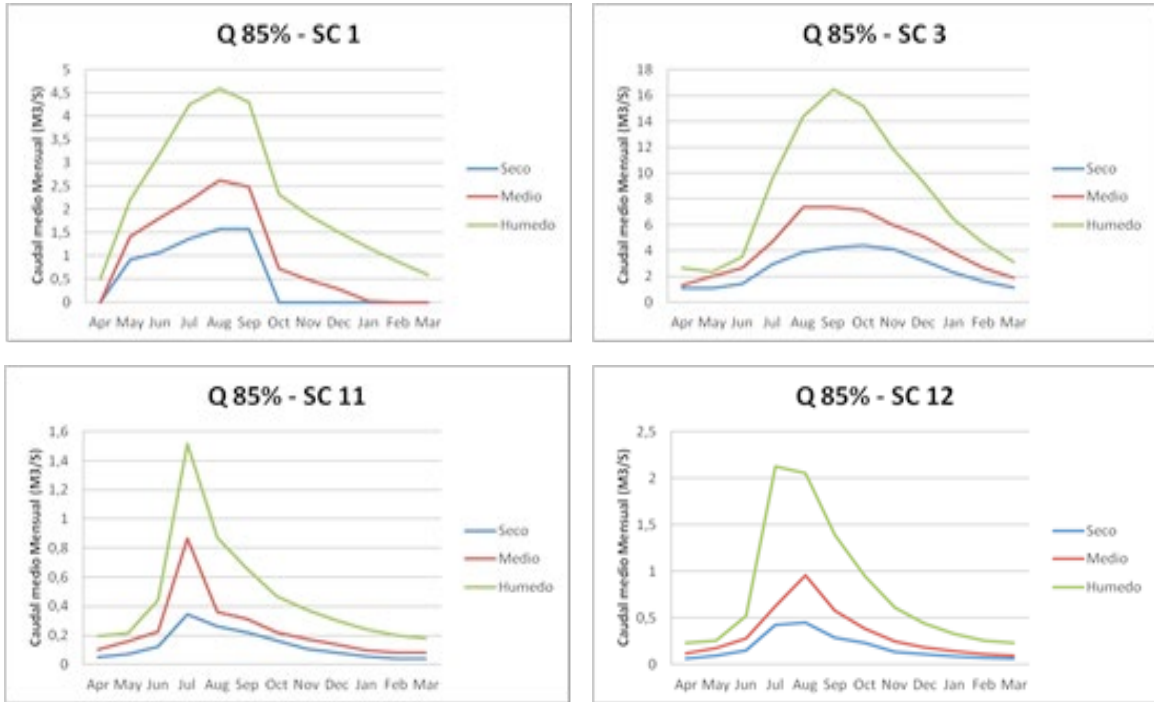 Q 85% - SC 1
Caudal medio Mensual (M3/S)
5
4,5
4
3,5
3
2,5
2
1,5
1
0,5
0
Apr May Jun Jul Aug Sep Oct Nov Dec Jan Feb Mar
Seco
Medio
Humedo
Q 85% - SC 3
Caudal medio Mensual (M3/S)
18
16
14
12
10
8
6
4
2
0
Apr May Jun Jul Aug Sep Oct Nov Dec Jan Feb Mar
Seco
Medio
Humedo
Q 85% - SC 11
Caudal medio Mensual (M3/S)
1,6
1,4
1,2
1
0,8
0,6
0,4
0,2
0
Apr May Jun Jul Aug Sep Oct Nov Dec Jan Feb Mar
Seco
Medio
Humedo
Q 85% - SC 12
Caudal medio Mensual (M3/S)
2,5
2
1,5
1
0,5
0
Apr May Jun Jul Aug Sep Oct Nov Dec Jan Feb Mar
Seco
Medio
Humedo